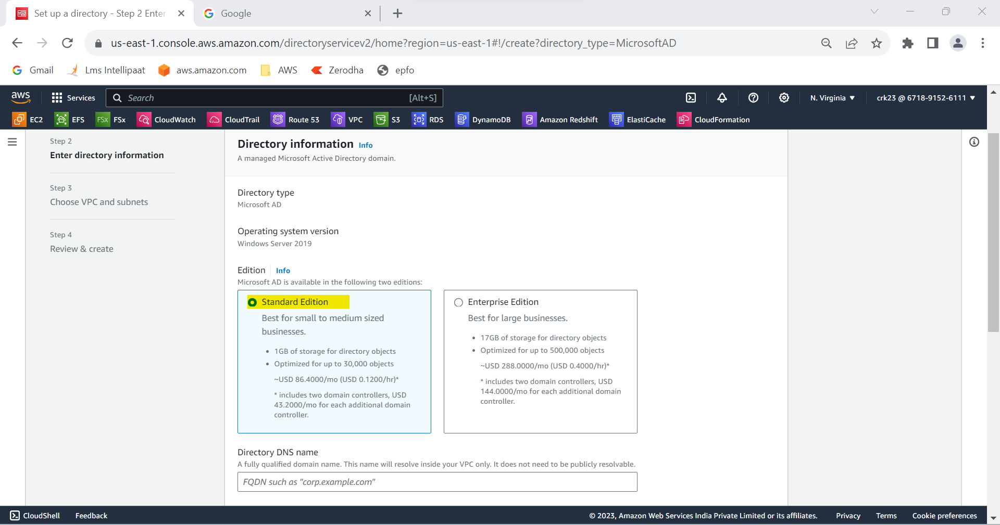 Set up a directory - Step 2 Enter
Google
us-east-1.console.aws.amazon.com/directoryservicev2/home?region=us-east-1#!/create?directory_type=MicrosoftAD
Gmail
Lms Intellipaat
aws.amazon.com
AWS
Zerodha
epfo
aws
Services
Search
[Alt+S]
N. Virginia
crk23 @ 6718-9152-6111
EC2
EFS
FSx
FSx
CloudWatch
CloudTrail
Route 53
VPC
S3
RDS
DynamoDB
Amazon Redshift
ElastiCache
CloudFormation
Step 2
Enter directory information
Step 3
Choose VPC and subnets
Step 4
Review & create
Directory information Info
A managed Microsoft Active Directory domain.
Directory type
Microsoft AD
Operating system version
Windows Server 2019
Edition Info
Microsoft AD is available in the following two editions:
Standard Edition
Best for small to medium sized
businesses.
• 1GB of storage for directory objects
• Optimized for up to 30,000 objects
~USD 86.4000/mo (USD 0.1200/hr)*
* includes two domain controllers, USD
43.2000/mo for each additional domain
controller.
Enterprise Edition
Best for large businesses.
• 17GB of storage for directory objects
• Optimized for up to 500,000 objects
~USD 288.0000/mo (USD 0.4000/hr)*
* includes two domain controllers, USD
144.0000/mo for each additional domain
controller.
Directory DNS name
A fully qualified domain name. This name will resolve inside your VPC only. It does not need to be publicly resolvable.
FQDN such as "corp.example.com"
CloudShell
Feedback
© 2023, Amazon Web Services India Private Limited or its affiliates.
Privacy
Terms
Cookie preferences